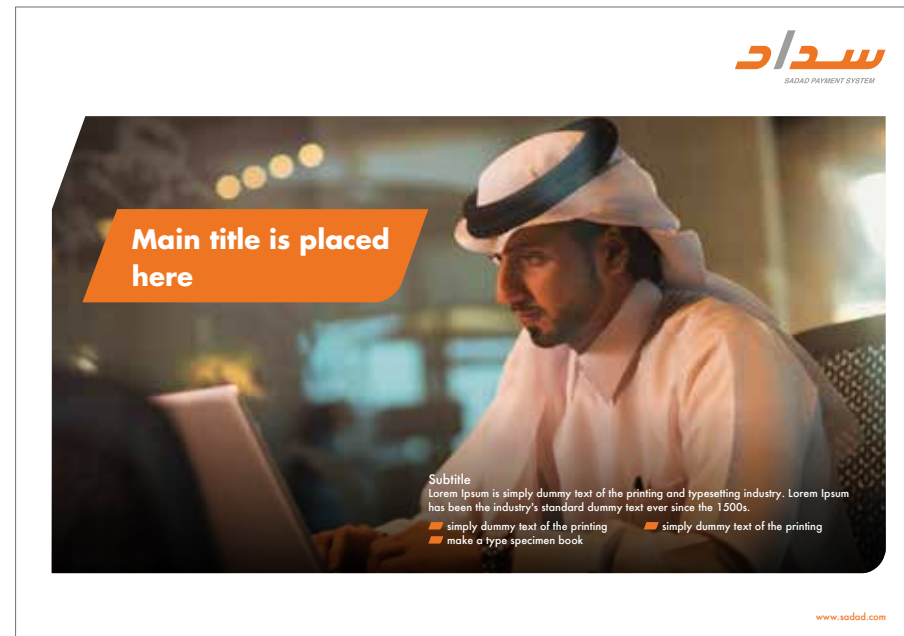 سداد
SADAD PAYMENT SYSTEM
Main title is placed
here
Subtitle
Lorem Ipsum is simply dummy text of the printing and typesetting industry. Lorem Ipsum
has been the industry's standard dummy text ever since the 1500s.
simply dummy text of the printing
simply dummy text of the printing
make a type specimen book
www.sadad.com